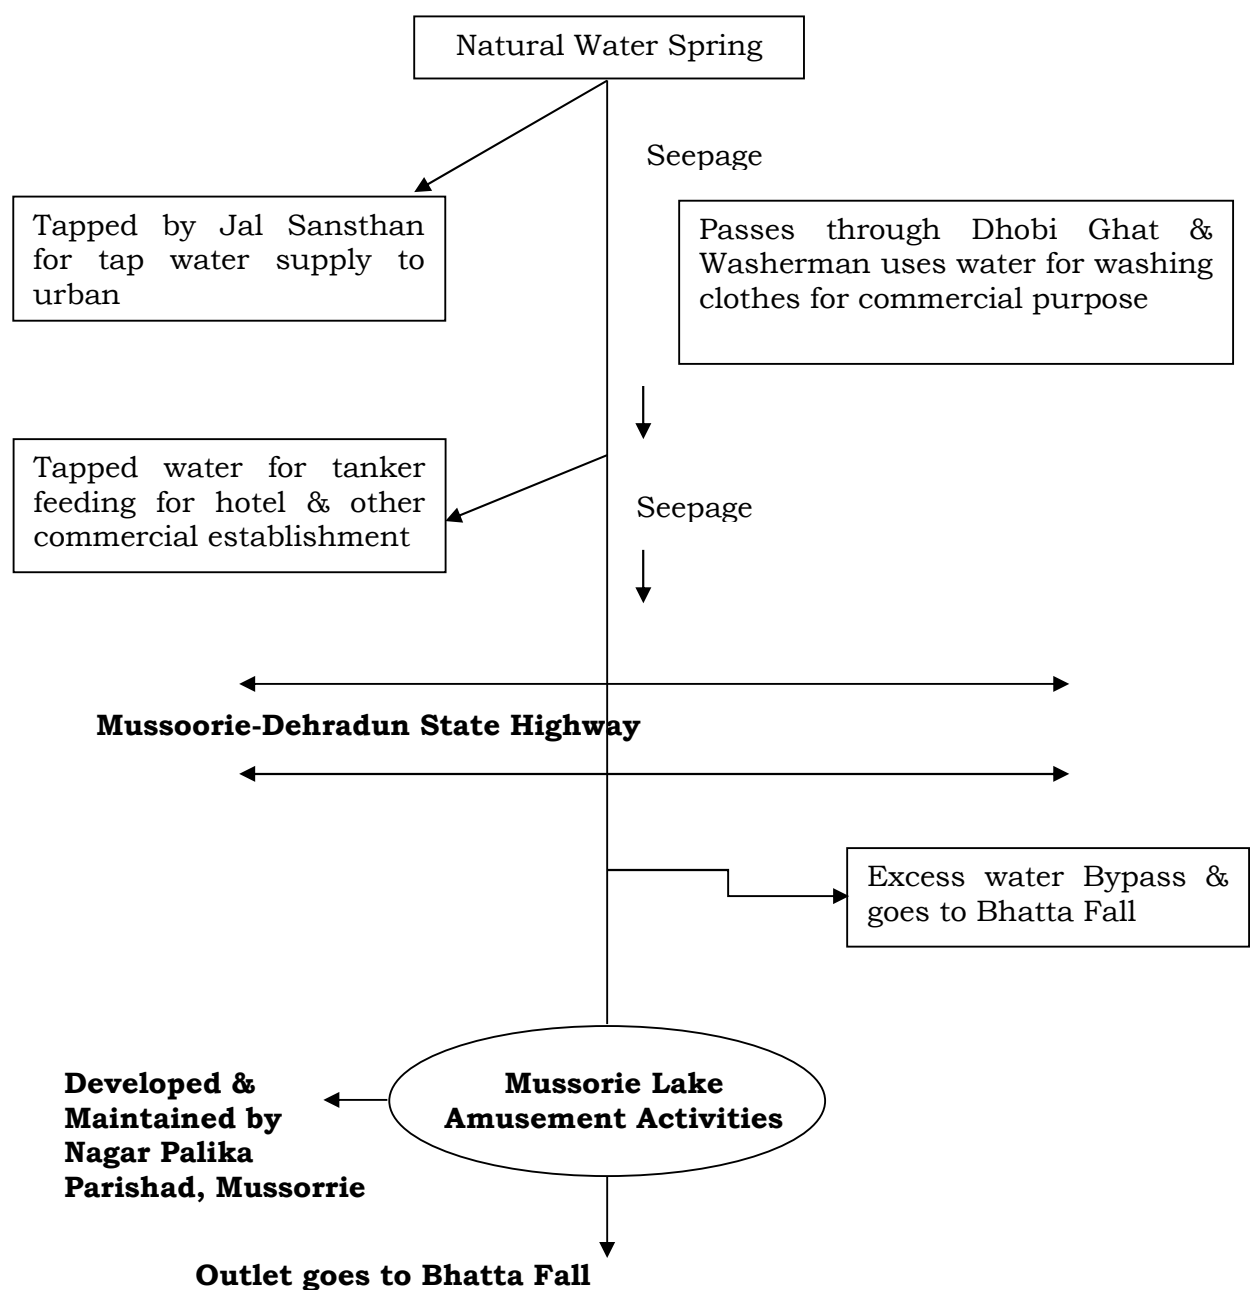 Natural Water Spring
Seepage
Tapped by Jal Sansthan
for tap water supply to
urban
Passes through Dhobi Ghat &
Washerman uses water for washing
clothes for commercial purpose
Tapped water for tanker
feeding for hotel & other
commercial establishment
Seepage
Mussoorie-Dehradun State Highway
Excess water Bypass &
goes to Bhatta Fall
Mussorie Lake
Amusement Activities
Developed &
Maintained by
Nagar Palika
Parishad, Mussorrie
Outlet goes to Bhatta Fall